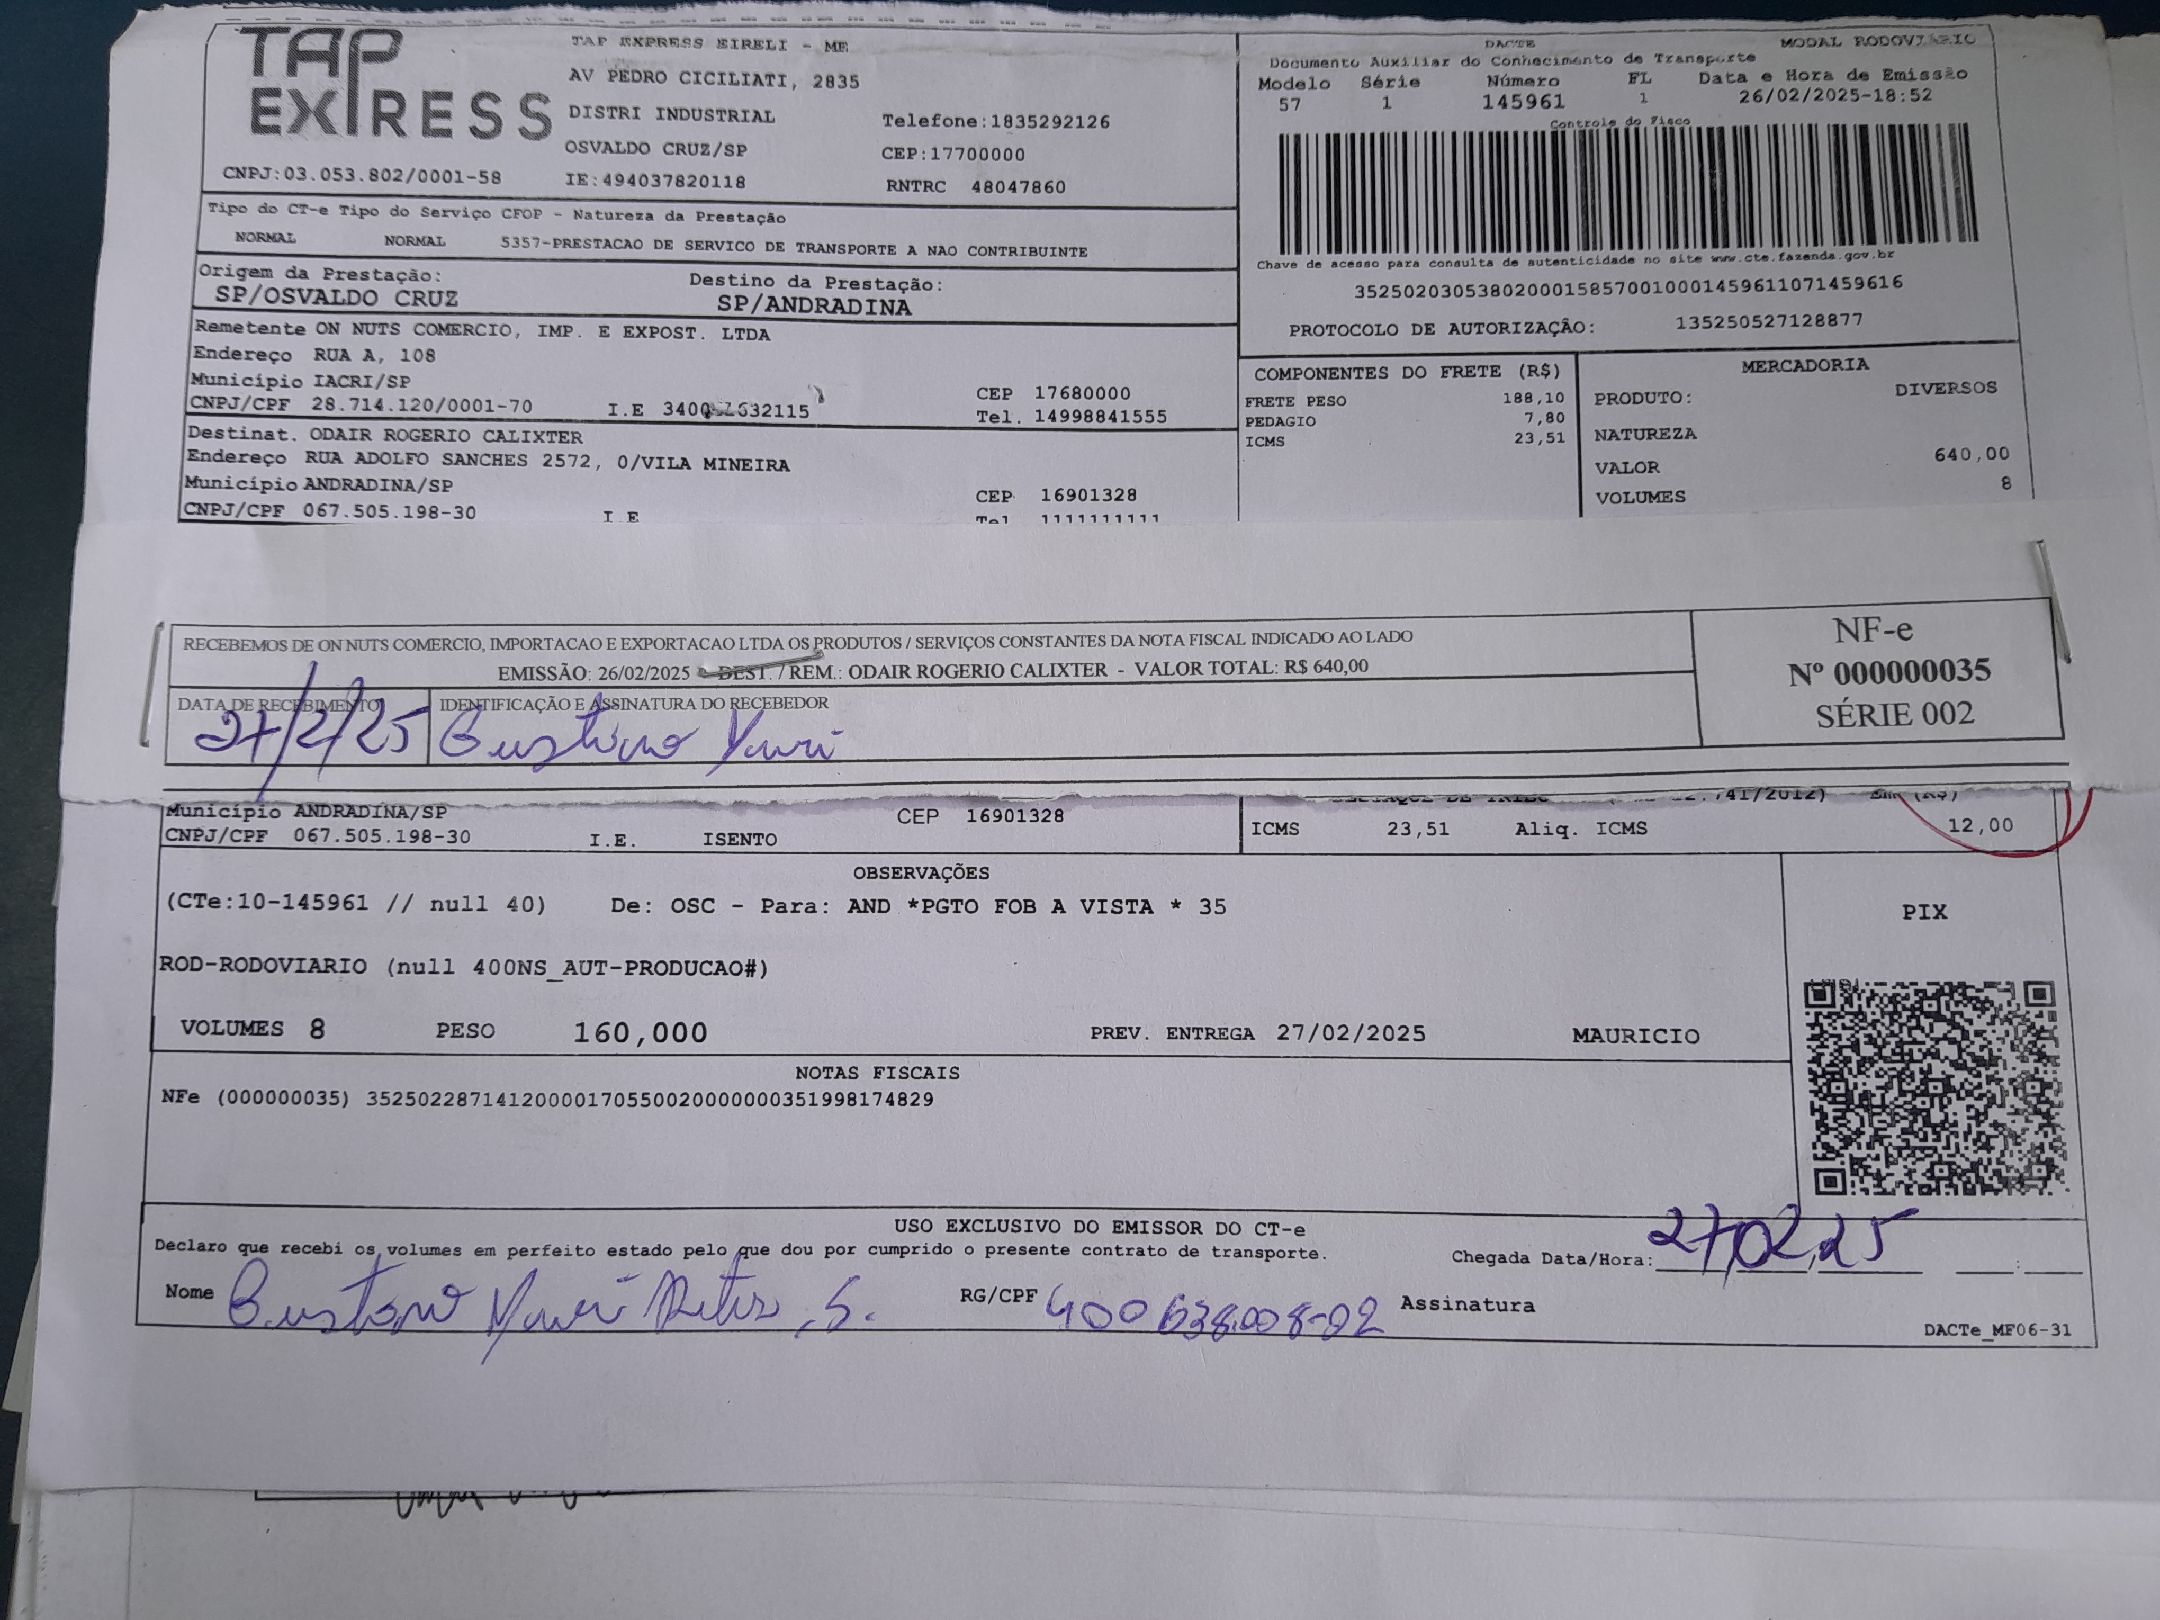 TAP EXPRESS
TAP EXPRESS EIRELI - ME
AV PEDRO CICILIATI, 2835
DISTRI INDUSTRIAL Telefone:1835292126
OSVALDO CRUZ/SP CEP:17700000
CNPJ:03.053.802/0001-58 IE:494037820118 RNTRC 48047860
DACTE MODAL RODOVIARIO
Documento Auxiliar do Conhecimento de Transporte
Modelo Série Número FL Data e Hora de Emissão
57 1 145961 1 26/02/2025-18:52
Controle do Fisco
Chave de acesso para consulta de autenticidade no site www.cte.fazenda.gov.br
35250203053802000158570010001459611071459616
PROTOCOLO DE AUTORIZAÇÃO: 135250527128877
Tipo do CT-e Tipo do Serviço CFOP - Natureza da Prestação
NORMAL NORMAL 5357-PRESTACAO DE SERVICO DE TRANSPORTE A NAO CONTRIBUINTE
Origem da Prestação: Destino da Prestação:
SP/OSVALDO CRUZ SP/ANDRADINA
Remetente ON NUTS COMERCIO, IMP. E EXPOST. LTDA
Endereço RUA A, 108
Município IACRI/SP CEP 17680000
CNPJ/CPF 28.714.120/0001-70 I.E Tel. 14998841555
Destinat. ODAIR ROGERIO CALIXTER
Endereço RUA ADOLFO SANCHES 2572, 0/VILA MINEIRA
Município ANDRADINA/SP CEP 16901328
CNPJ/CPF 067.505.198-30 I E Tel 1111111111
COMPONENTES DO FRETE (R$)
FRETE PESO 188,10
PEDAGIO 7,80
ICMS 23,51
MERCADORIA
PRODUTO: DIVERSOS
NATUREZA
VALOR 640,00
VOLUMES 8
RECEBEMOS DE ON NUTS COMERCIO, IMPORTACAO E EXPORTACAO LTDA OS PRODUTOS / SERVIÇOS CONSTANTES DA NOTA FISCAL INDICADO AO LADO
EMISSÃO: 26/02/2025 - DEST. / REM.: ODAIR ROGERIO CALIXTER - VALOR TOTAL: R$ 640,00
DATA DE RECEBIMENTO IDENTIFICAÇÃO E ASSINATURA DO RECEBEDOR
27/2/25 Gustavo Yuri
NF-e
Nº 000000035
SÉRIE 002
Município ANDRADINA/SP CEP 16901328
CNPJ/CPF 067.505.198-30 I.E. ISENTO
ICMS 23,51 Aliq. ICMS 12,00
OBSERVAÇÕES
(CTe:10-145961 // null 40) De: OSC - Para: AND *PGTO FOB A VISTA * 35
ROD-RODOVIARIO (null 400NS_AUT-PRODUCAO#)
VOLUMES 8 PESO 160,000 PREV. ENTREGA 27/02/2025 MAURICIO
PIX
NOTAS FISCAIS
NFe (000000035) 35250228714120000170550020000000351998174829
USO EXCLUSIVO DO EMISSOR DO CT-e
Declaro que recebi os volumes em perfeito estado pelo que dou por cumprido o presente contrato de transporte.
Chegada Data/Hora: 27,02,25
Nome Gustavo Yuri S. RG/CPF 400638.008-02 Assinatura
DACTe_MF06-31